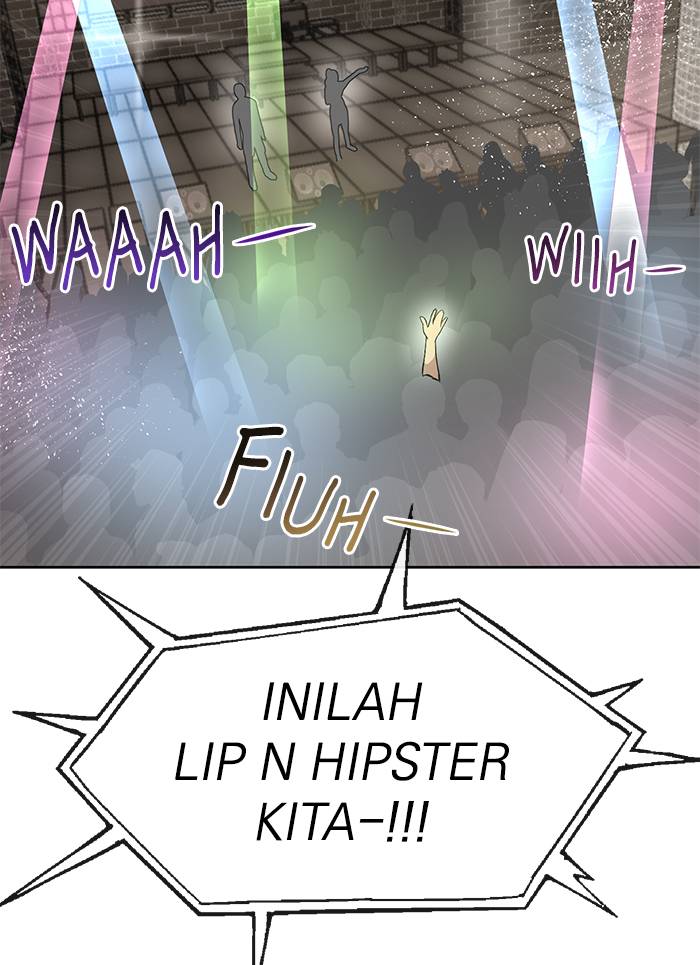 WAAAH—
WIIH—
FIUH—
INILAH
LIP N HIPSTER
KITA–!!!